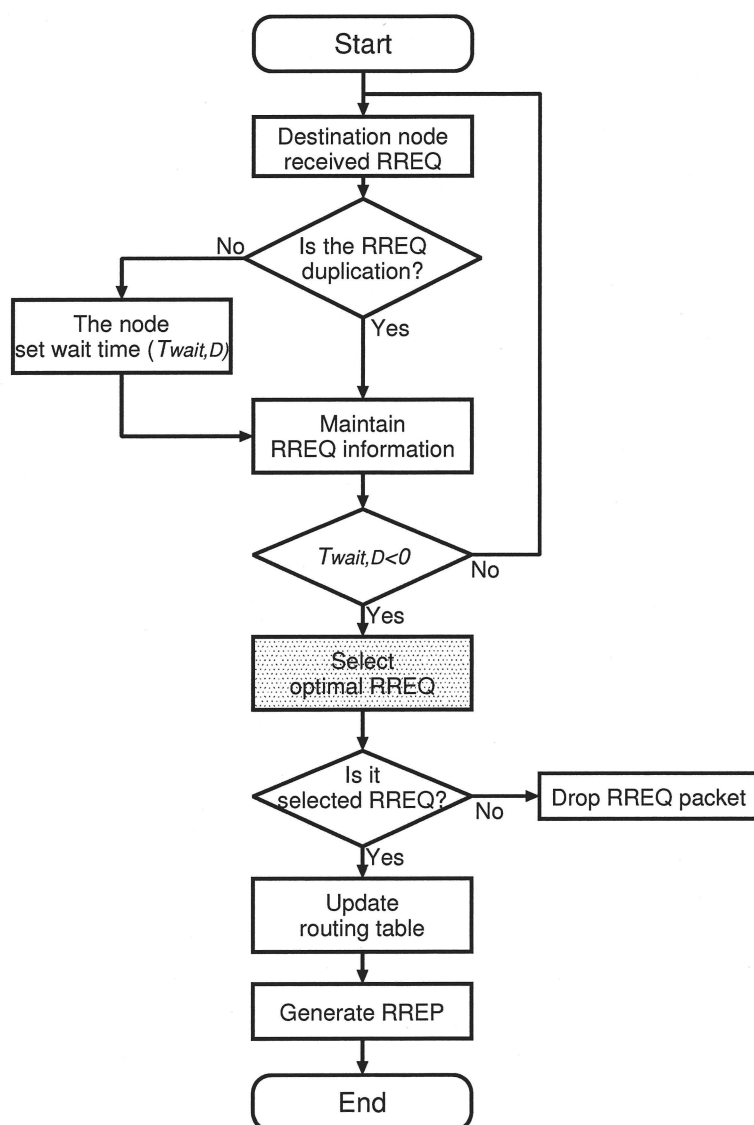 Start
Destination node
received RREQ
Is the RREQ
duplication?
No
Yes
The node
set wait time (Twait,D)
Maintain
RREQ information
Twait,D<0
No
Yes
Select
optimal RREQ
Is it
selected RREQ?
No
Drop RREQ packet
Yes
Update
routing table
Generate RREP
End